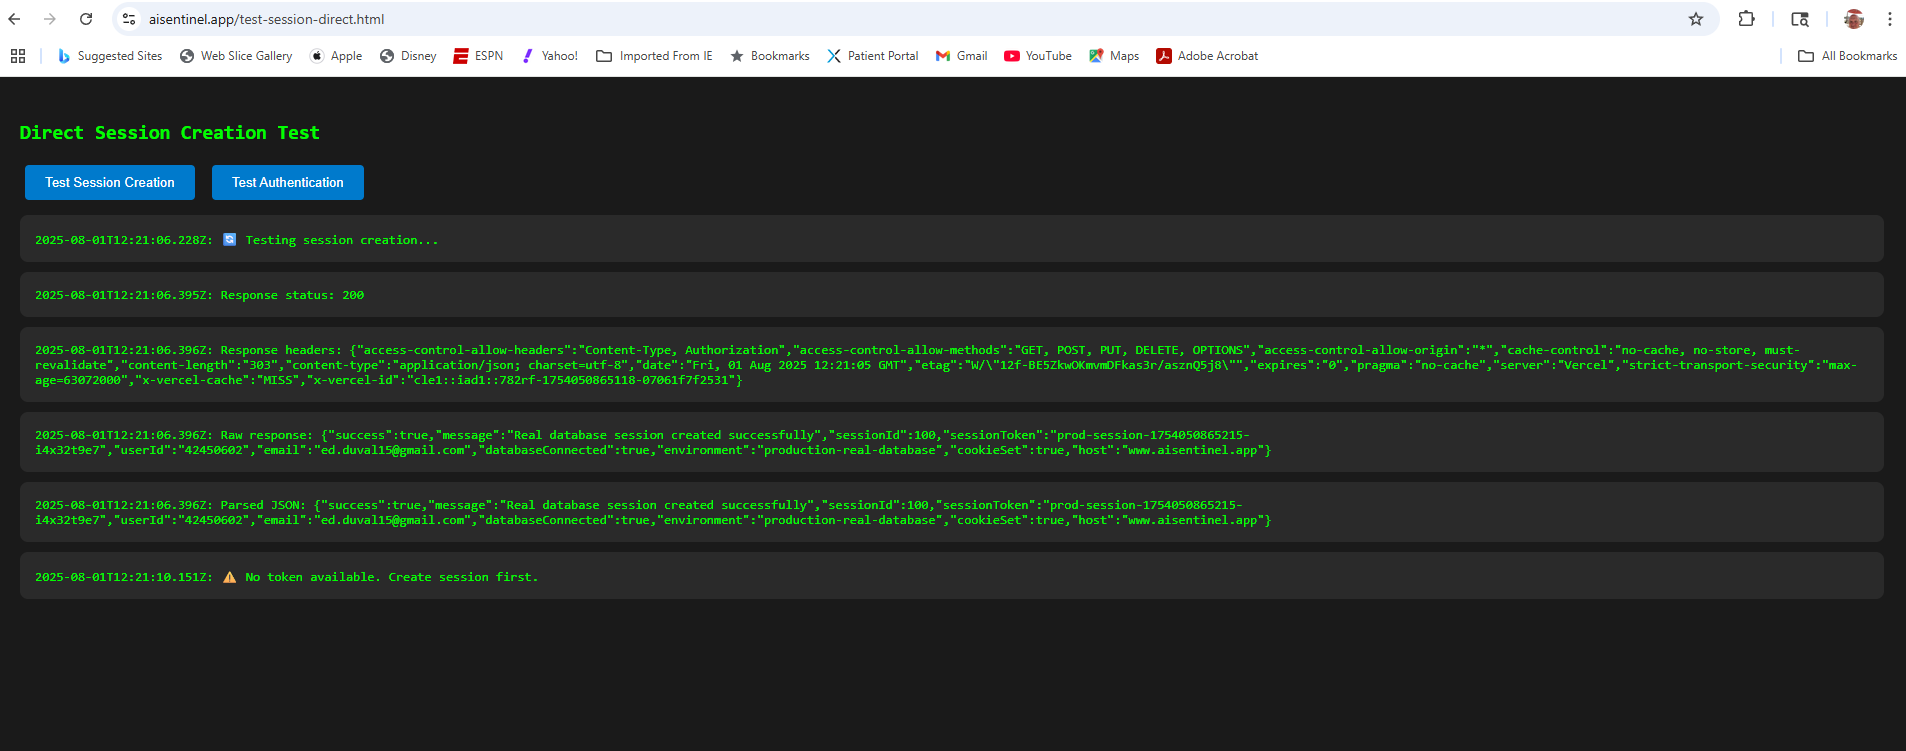 aisentinel.app/test-session-direct.html
Suggested Sites Web Slice Gallery Apple Disney ESPN Yahoo! Imported From IE Bookmarks Patient Portal Gmail YouTube Maps Adobe Acrobat All Bookmarks
Direct Session Creation Test
Test Session Creation Test Authentication
2025-08-01T12:21:06.228Z: 🔄 Testing session creation...
2025-08-01T12:21:06.395Z: Response status: 200
2025-08-01T12:21:06.396Z: Response headers: {"access-control-allow-headers":"Content-Type, Authorization","access-control-allow-methods":"GET, POST, PUT, DELETE, OPTIONS","access-control-allow-origin":"*","cache-control":"no-cache, no-store, must-
revalidate","content-length":"303","content-type":"application/json; charset=utf-8","date":"Fri, 01 Aug 2025 12:21:05 GMT","etag":"W/\"12f-BE5ZkwOKmvmDFkas3r/asznQ5j8\"","expires":"0","pragma":"no-cache","server":"Vercel","strict-transport-security":"max-
age=63072000","x-vercel-cache":"MISS","x-vercel-id":"cle1::iad1::782rf-1754050865118-07061f7f2531"}
2025-08-01T12:21:06.396Z: Raw response: {"success":true,"message":"Real database session created successfully","sessionId":100,"sessionToken":"prod-session-1754050865215-
i4x32t9e7","userId":"42450602","email":"ed.duval15@gmail.com","databaseConnected":true,"environment":"production-real-database","cookieSet":true,"host":"www.aisentinel.app"}
2025-08-01T12:21:06.396Z: Parsed JSON: {"success":true,"message":"Real database session created successfully","sessionId":100,"sessionToken":"prod-session-1754050865215-
i4x32t9e7","userId":"42450602","email":"ed.duval15@gmail.com","databaseConnected":true,"environment":"production-real-database","cookieSet":true,"host":"www.aisentinel.app"}
2025-08-01T12:21:10.151Z: ⚠️ No token available. Create session first.